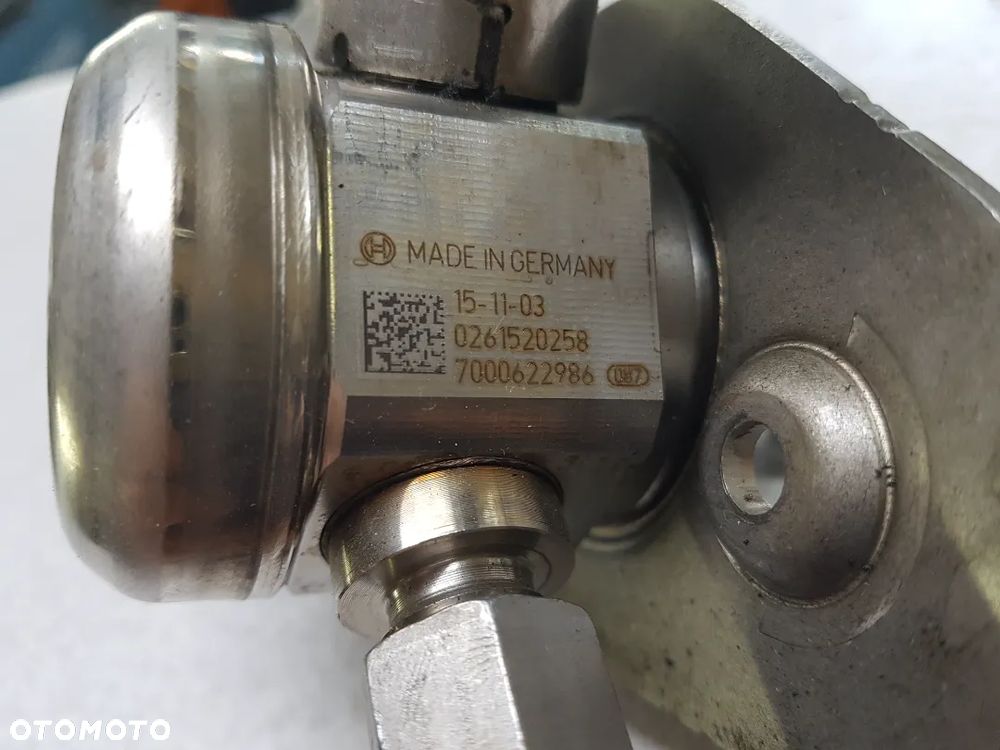 MADE IN GERMANY
15-11-03
0261520258
7000622986
OTOMOTO